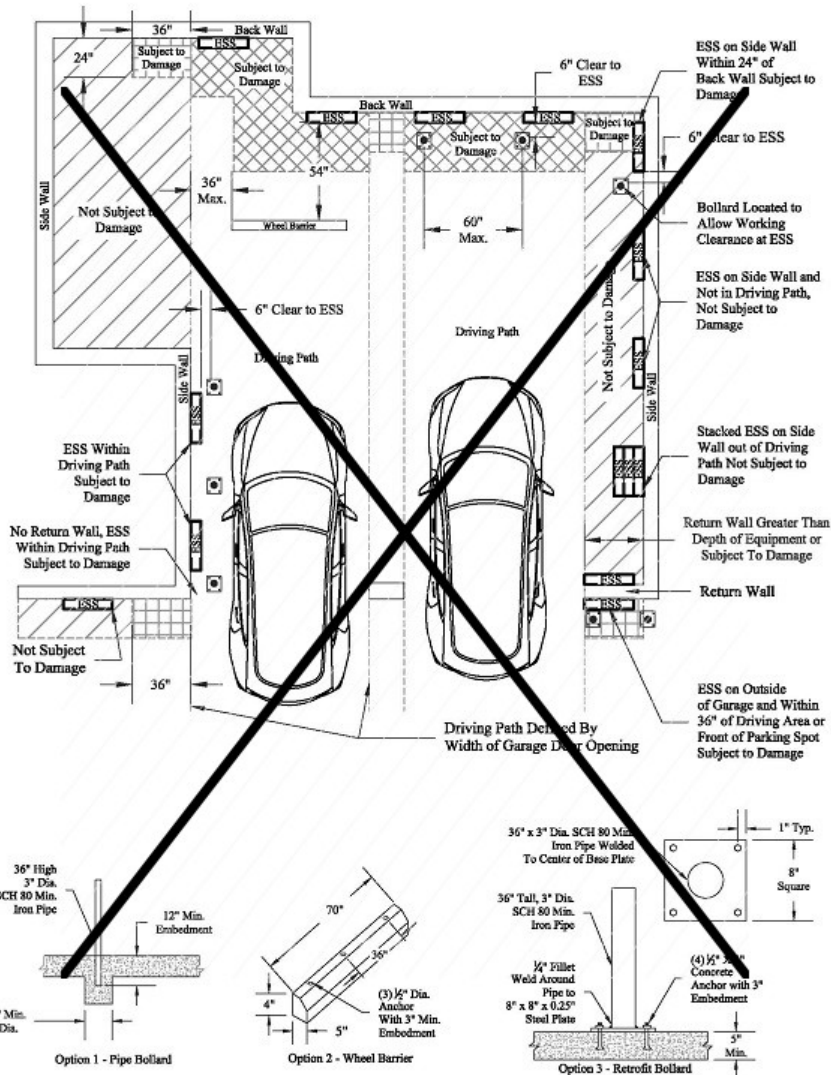 36"
Back Wall
ESS
24"
Subject to
Damage
Subject to
Damage
6" Clear to
ESS
ESS on Side Wall
Within 24" of
Back Wall Subject to
Damage
Back Wall
ESS
ESS
ESS
Subject to
Damage
Subject to
Damage
ESS
6" Clear to ESS
54"
36"
Max.
Side Wall
Not Subject to
Damage
Wheel Barrier
60"
Max.
Bollard Located to
Allow Working
Clearance at ESS
ESS
ESS on Side Wall and
Not in Driving Path,
Not Subject to
Damage
Not Subject to Damage
6" Clear to ESS
Driving Path
Driving Path
Side Wall
ESS
Side Wall
ESS
ESS Within
Driving Path
Subject to
Damage
Stacked ESS on Side
Wall out of Driving
Path Not Subject to
Damage
ESS
No Return Wall, ESS
Within Driving Path
Subject to Damage
Return Wall Greater Than
Depth of Equipment or
Subject To Damage
ESS
Return Wall
ESS
ESS
Not Subject
To Damage
36"
ESS on Outside
of Garage and Within
36" of Driving Area or
Front of Parking Spot
Subject to Damage
Driving Path Defined By
Width of Garage Door Opening
36" High
3" Dia.
SCH 80 Min.
Iron Pipe
12" Min.
Embedment
Min.
Dia.
Option 1 - Pipe Bollard
70"
36"
4"
5"
(3) ½" Dia.
Anchor
With 3" Min.
Embedment
Option 2 - Wheel Barrier
36" x 3" Dia. SCH 80 Min.
Iron Pipe Welded
To Center of Base Plate
1" Typ.
8"
Square
36" Tall, 3" Dia.
SCH 80 Min.
Iron Pipe
¼" Fillet
Weld Around
Pipe to
8" x 8" x 0.25"
Steel Plate
(4) ½"
Concrete
Anchor with 3"
Embedment
5"
Min.
Option 3 - Retrofit Bollard